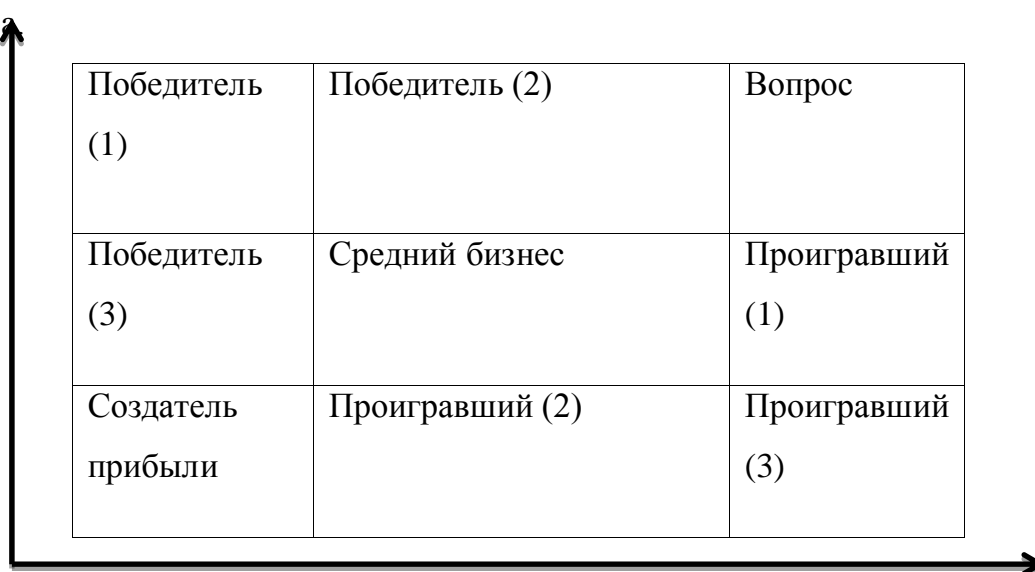 Победитель
(1)
Победитель (2)
Вопрос
Победитель
(3)
Средний бизнес
Проигравший
(1)
Создатель
прибыли
Проигравший (2)
Проигравший
(3)